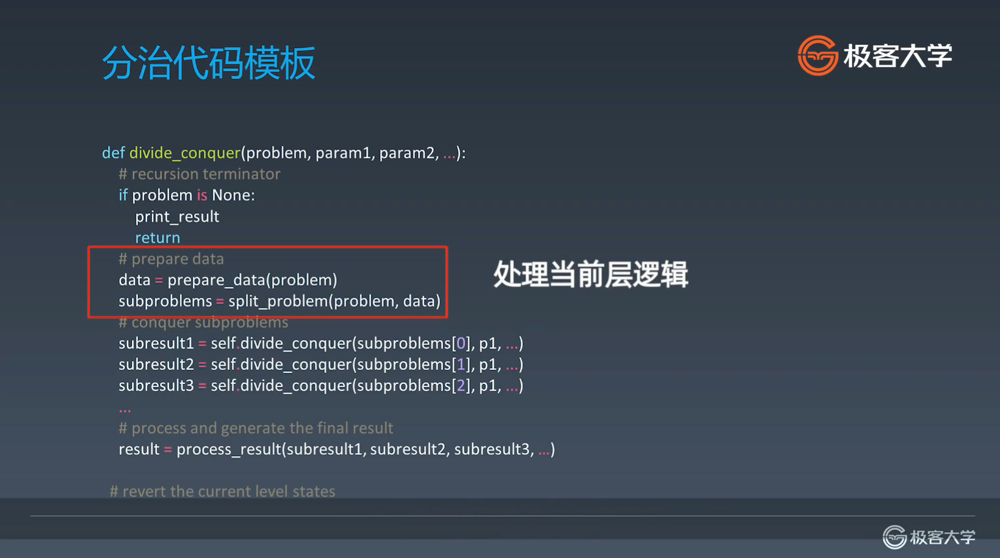 分治代码模板
极客大学
def divide_conquer(problem, param1, param2, ...):
# recursion terminator
if problem is None:
print_result
return
# prepare data
data = prepare_data(problem)
subproblems = split_problem(problem, data)
处理当前层逻辑
# conquer subproblems
subresult1 = self.divide_conquer(subproblems[0], p1, ...)
subresult2 = self.divide_conquer(subproblems[1], p1, ...)
subresult3 = self.divide_conquer(subproblems[2], p1, ...)
...
# process and generate the final result
result = process_result(subresult1, subresult2, subresult3, ...)
# revert the current level states
极客大学